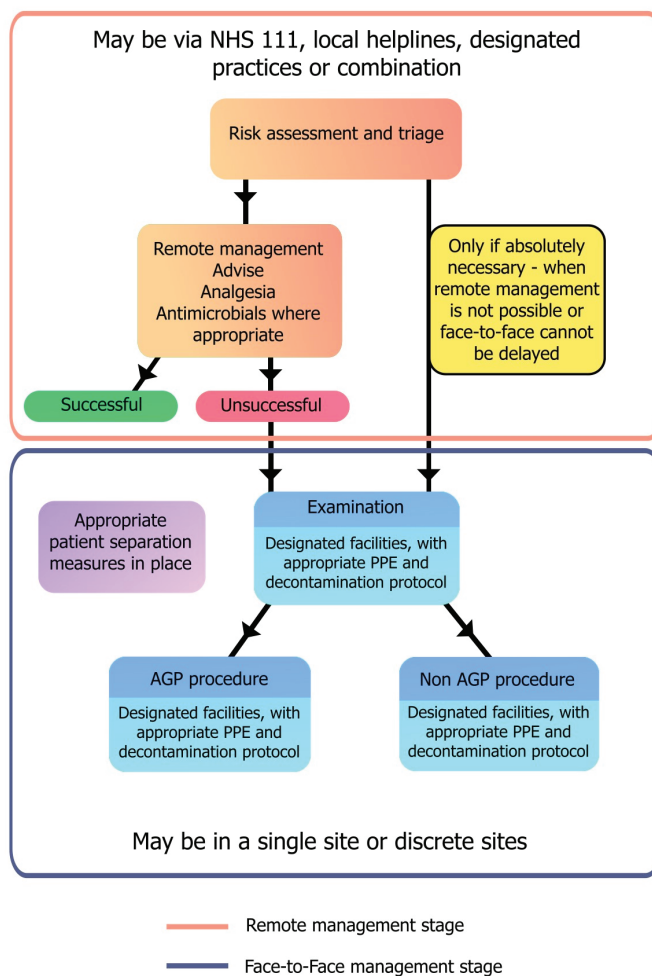 May be via NHS 111, local helplines, designated
practices or combination
Risk assessment and triage
Remote management
Advise
Analgesia
Antimicrobials where
appropriate
Only if absolutely
necessary - when
remote management
is not possible or
face-to-face cannot
be delayed
Successful
Unsuccessful
Appropriate
patient separation
measures in place
Examination
Designated facilities, with
appropriate PPE and
decontamination protocol
AGP procedure
Designated facilities, with
appropriate PPE and
decontamination protocol
Non AGP procedure
Designated facilities, with
appropriate PPE and
decontamination protocol
May be in a single site or discrete sites
Remote management stage
Face-to-Face management stage